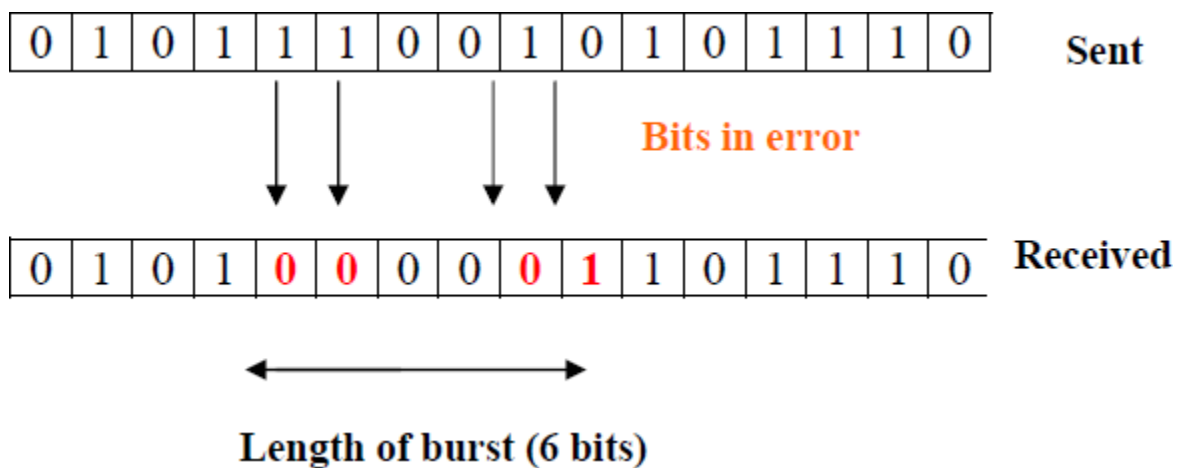 0 1 0 1 1 1 0 0 1 0 1 0 1 1 1 0 Sent
Bits in error
0 1 0 1 0 0 0 0 0 1 1 0 1 1 1 0 Received
Length of burst (6 bits)